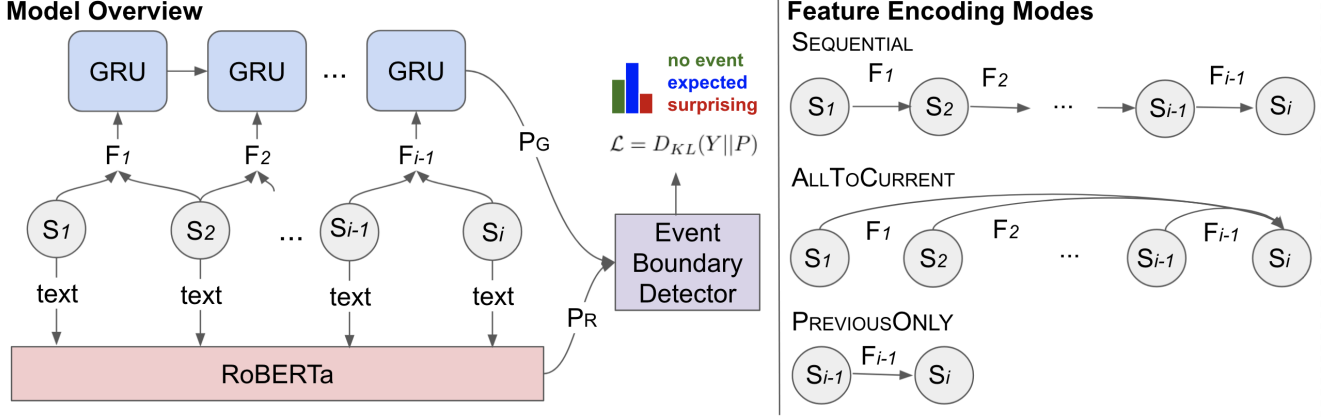 Model Overview
GRU
GRU
...
GRU
F1
F2
Fi-1
S1
S2
...
Si-1
Si
text
text
text
text
RoBERTa
PG
PR
no event
expected
surprising
ℒ = D_{KL}(Y||P)
Event
Boundary
Detector
Feature Encoding Modes
SEQUENTIAL
F1
F2
Fi-1
S1
S2
...
Si-1
Si
ALLTOCURRENT
F1
F2
Fi-1
S1
S2
...
Si-1
Si
PREVIOUSONLY
Fi-1
Si-1
Si